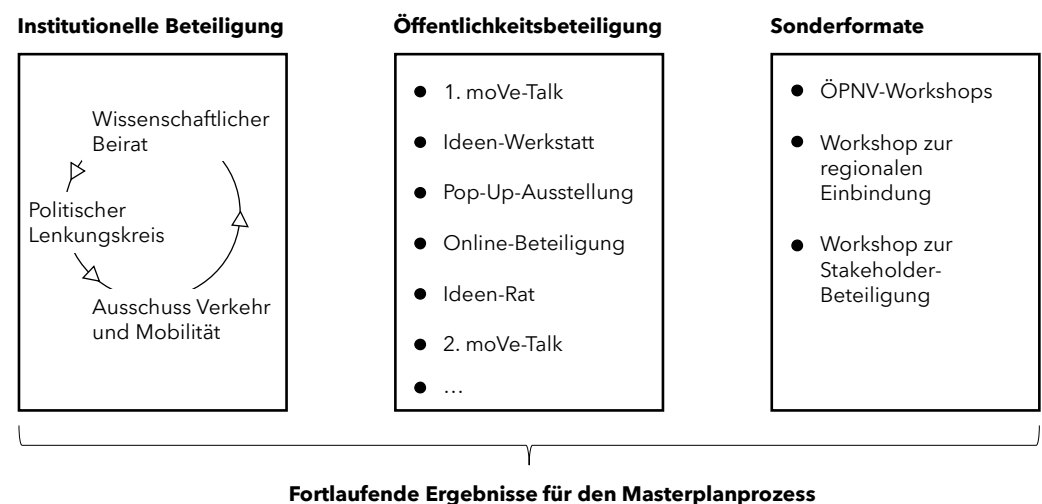 Institutionelle Beteiligung
Wissenschaftlicher
Beirat
Politischer
Lenkungskreis
Ausschuss Verkehr
und Mobilität
Öffentlichkeitsbeteiligung
1. moVe-Talk
Ideen-Werkstatt
Pop-Up-Ausstellung
Online-Beteiligung
Ideen-Rat
2. moVe-Talk
...
Sonderformate
ÖPNV-Workshops
Workshop zur
regionalen
Einbindung
Workshop zur
Stakeholder-
Beteiligung
Fortlaufende Ergebnisse für den Masterplanprozess